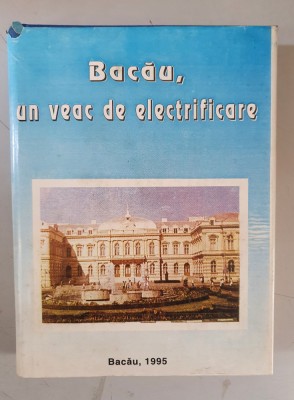 Bacău,
un veac de electrificare
Bacău, 1995